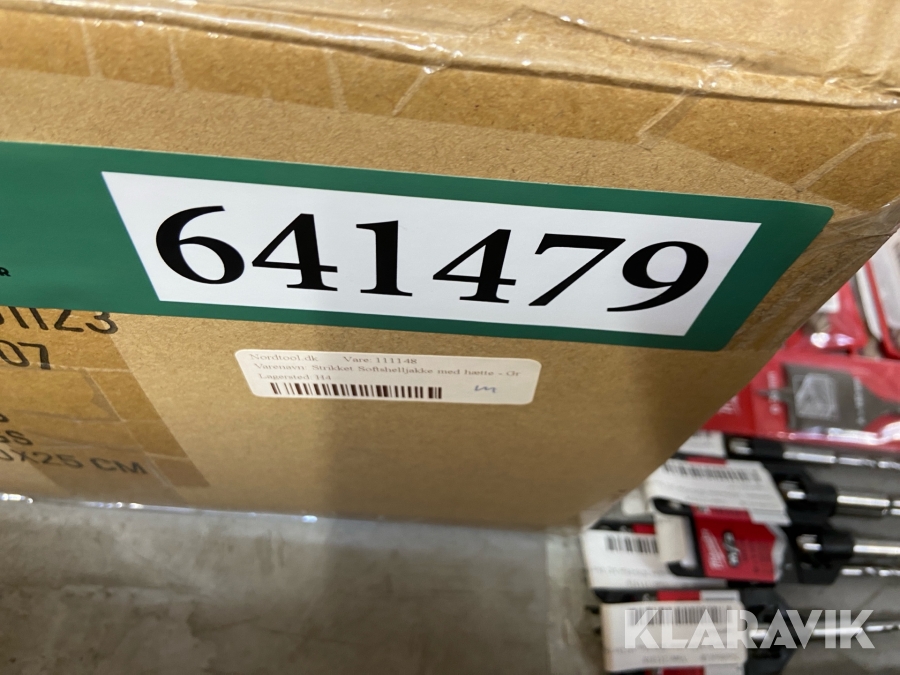 641479
07
Nordtool.dk Vare: 111148
Varenavn: Strikket Softshelljakke med hætte - Gr
Lagersted: H4
X25 CM
KLARAVIK